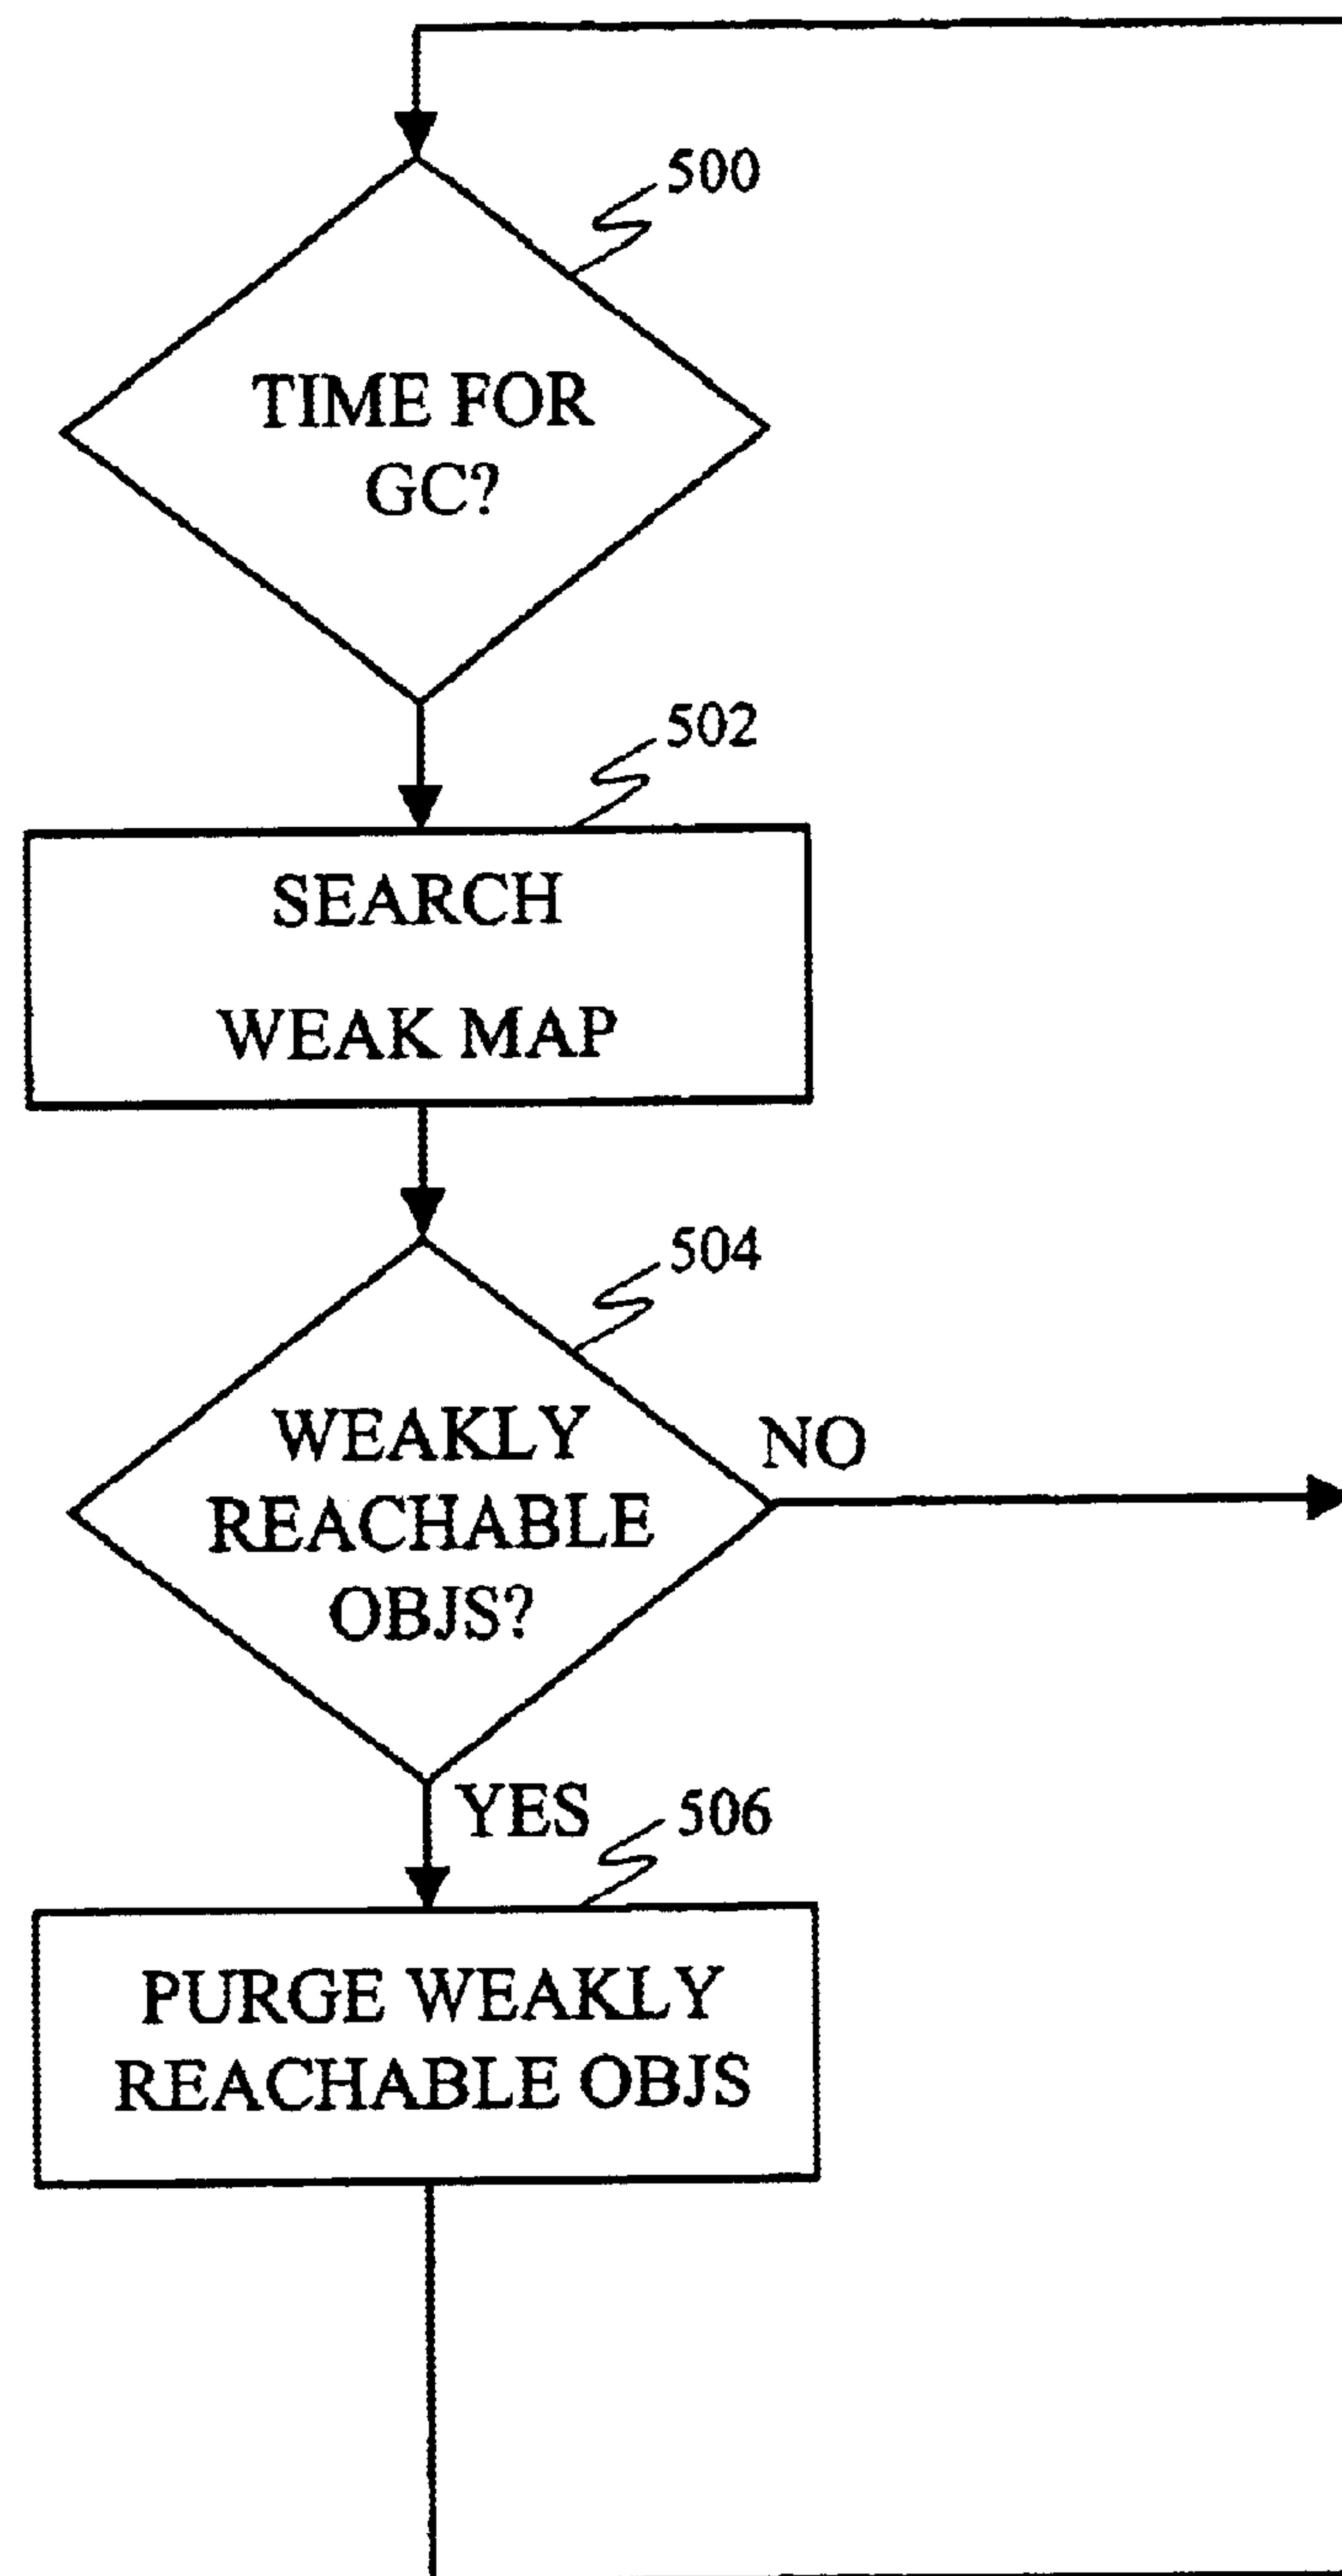 500
TIME FOR
GC?
502
SEARCH
WEAK MAP
504
WEAKLY
REACHABLE
OBJS?
NO
YES
506
PURGE WEAKLY
REACHABLE OBJS